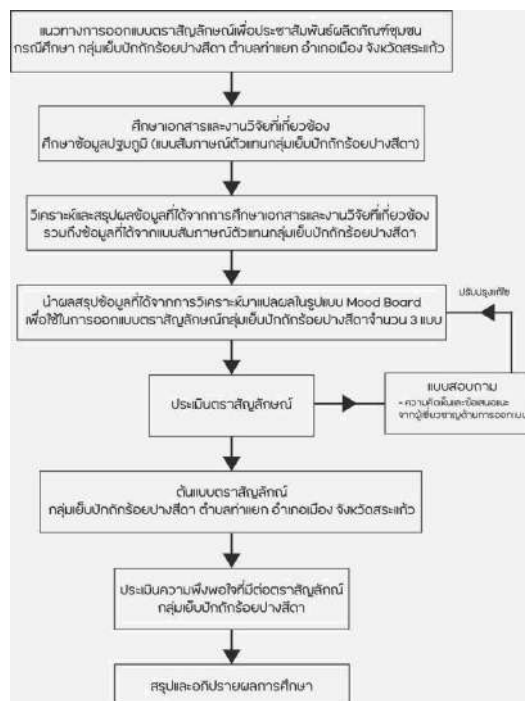 แนวทางการออกแบบตราสัญลักษณ์เพื่อประชาสัมพันธ์ผลิตภัณฑ์ชุมชน
กรณีศึกษา กลุ่มเย็บปักถักร้อยปางสีดา ตำบลท่าแยก อำเภอเมือง จังหวัดสระแก้ว
ศึกษาเอกสารและงานวิจัยที่เกี่ยวข้อง
ศึกษาข้อมูลปฐมภูมิ (แบบสัมภาษณ์ตัวแทนกลุ่มเย็บปักถักร้อยปางสีดา)
วิเคราะห์และสรุปผลข้อมูลที่ได้จากการศึกษาเอกสารและงานวิจัยที่เกี่ยวข้อง
รวมถึงข้อมูลที่ได้จากแบบสัมภาษณ์ตัวแทนกลุ่มเย็บปักถักร้อยปางสีดา
นำผลสรุปข้อมูลที่ได้จากการวิเคราะห์มาแปลผลในรูปแบบ Mood Board
เพื่อใช้ในการออกแบบตราสัญลักษณ์กลุ่มเย็บปักถักร้อยปางสีดาจำนวน 3 แบบ
ปรับปรุงแก้ไข
ประเมินตราสัญลักษณ์
แบบสอบถาม
- ความคิดเห็นและข้อเสนอแนะ
จากผู้เชี่ยวชาญด้านการออกแบบ
ต้นแบบตราสัญลักณ์
กลุ่มเย็บปักถักร้อยปางสีดา ตำบลท่าแยก อำเภอเมือง จังหวัดสระแก้ว
ประเมินความพึงพอใจที่มีต่อตราสัญลักณ์
กลุ่มเย็บปักถักร้อยปางสีดา
สรุปและอภิปรายผลการศึกษา